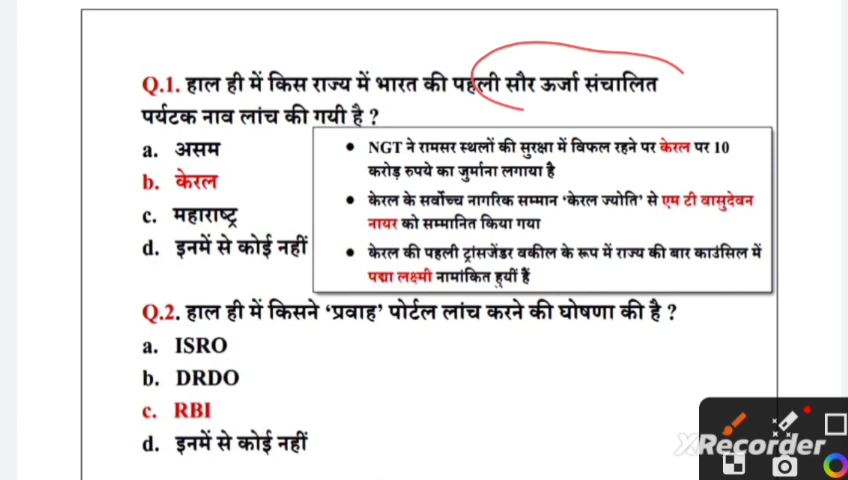 Q.1. हाल ही में किस राज्य में भारत की पहली सौर ऊर्जा संचालित
पर्यटक नाव लांच की गयी है ?
a. असम
b. केरल
c. महाराष्ट्र
d. इनमें से कोई नहीं
• NGT ने रामसर स्थलों की सुरक्षा में विफल रहने पर केरल पर 10
करोड़ रुपये का जुर्माना लगाया है
• केरल के सर्वोच्च नागरिक सम्मान ‘केरल ज्योति’ से एम टी वासुदेवन
नायर को सम्मानित किया गया
• केरल की पहली ट्रांसजेंडर वकील के रूप में राज्य की बार काउंसिल में
पद्मा लक्ष्मी नामांकित हुयीं हैं
Q.2. हाल ही में किसने ‘प्रवाह’ पोर्टल लांच करने की घोषणा की है ?
a. ISRO
b. DRDO
c. RBI
d. इनमें से कोई नहीं
XRecorder